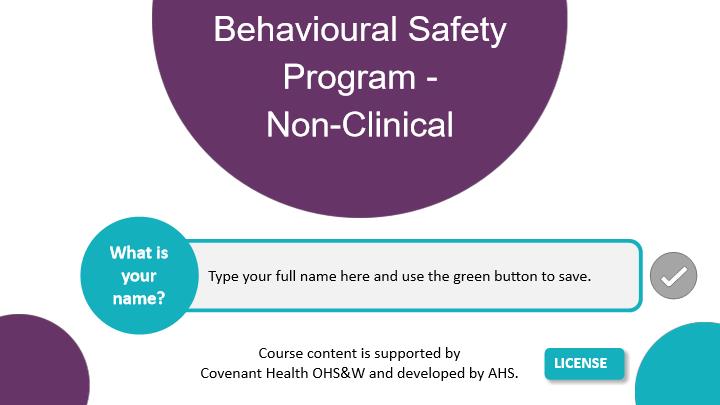 Behavioural Safety
Program -
Non-Clinical
What is
your
name?
Type your full name here and use the green button to save.
Course content is supported by
Covenant Health OHS&W and developed by AHS.
LICENSE